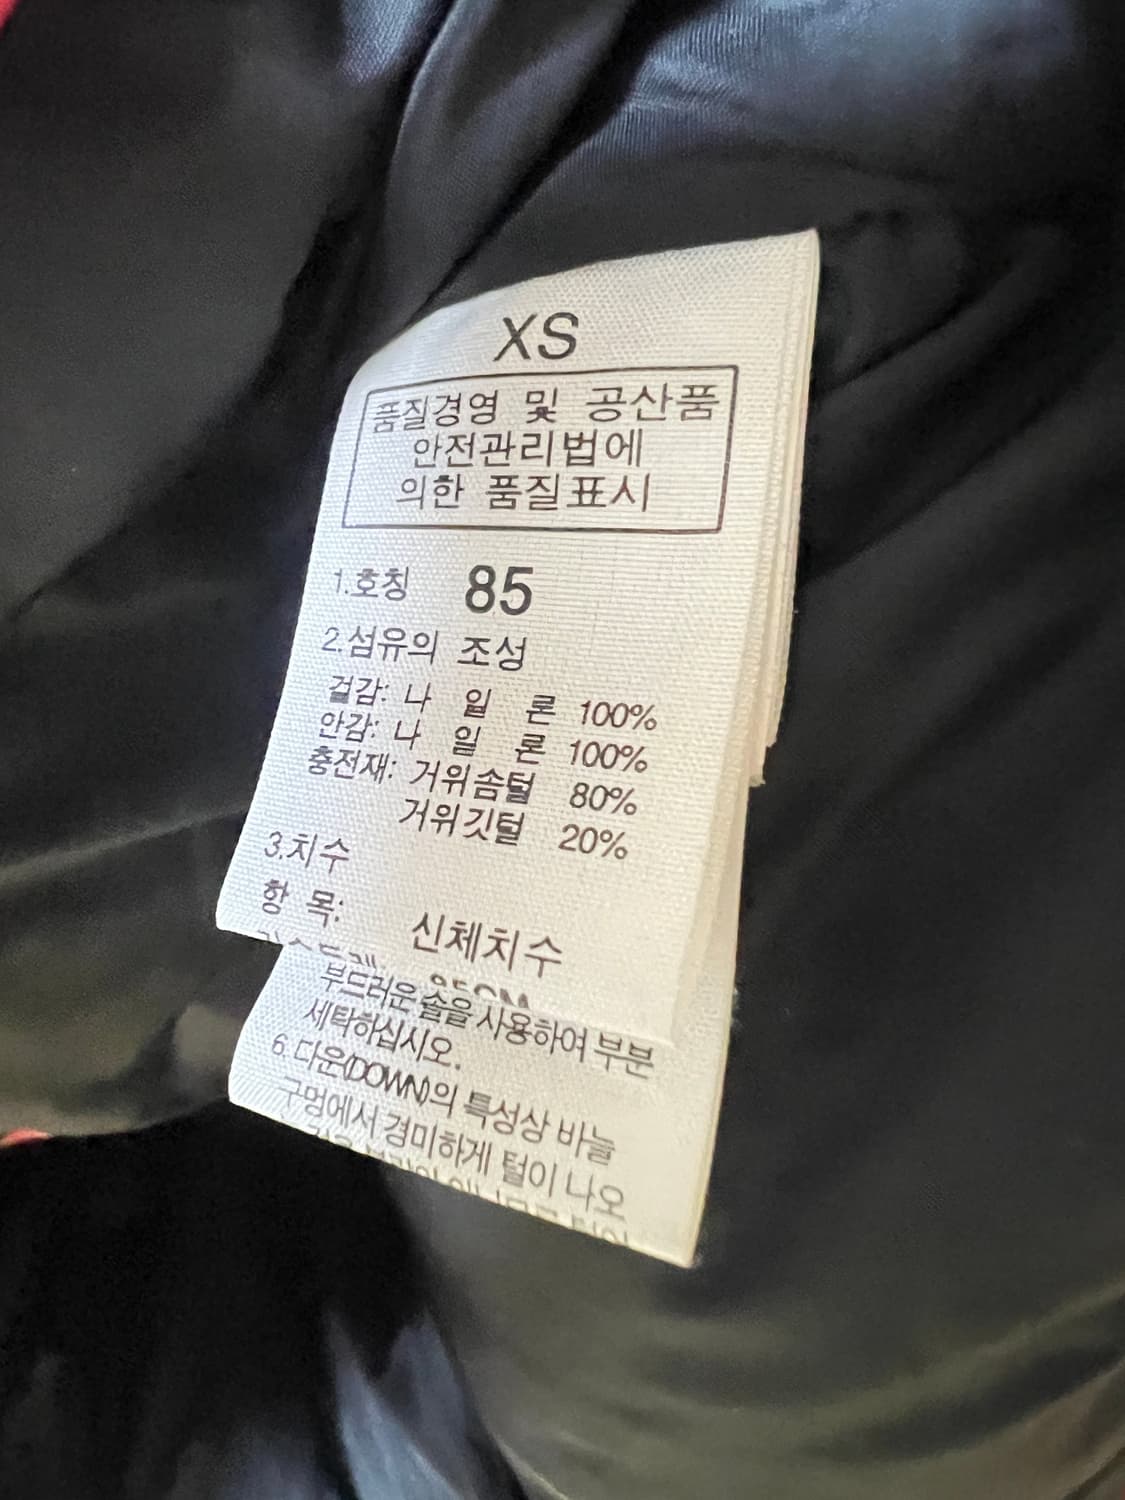 XS
품질경영 및 공산품
안전관리법에
의한 품질표시
1.호칭 85
2.섬유의 조성
겉감: 나 일 론 100%
안감: 나 일 론 100%
충전재: 거위솜털 80%
거위깃털 20%
3.치수
항 목: 신체치수
부드러운 솔을 사용하여 부분
세탁하십시오.
6.다운(DOWN)의 특성상 바늘
구멍에서 경미하게 털이 나오